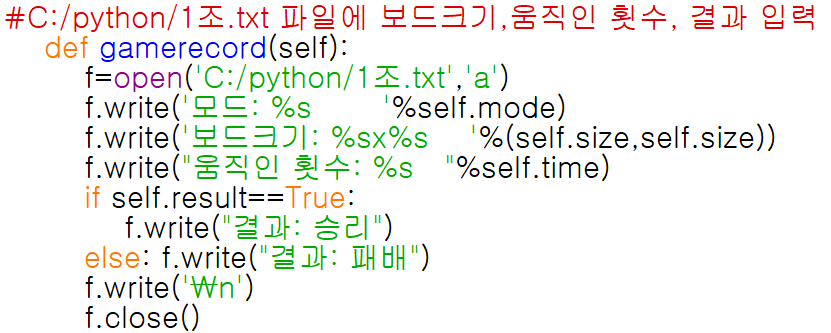 #C:/python/1조.txt 파일에 보드크기,움직인 횟수, 결과 입력
    def gamerecord(self):
        f=open('C:/python/1조.txt','a')
        f.write('모드: %s        '%self.mode)
        f.write('보드크기: %sx%s    '%(self.size,self.size))
        f.write("움직인 횟수: %s   "%self.time)
        if self.result==True:
            f.write("결과: 승리")
        else: f.write("결과: 패배")
        f.write('₩n')
        f.close()